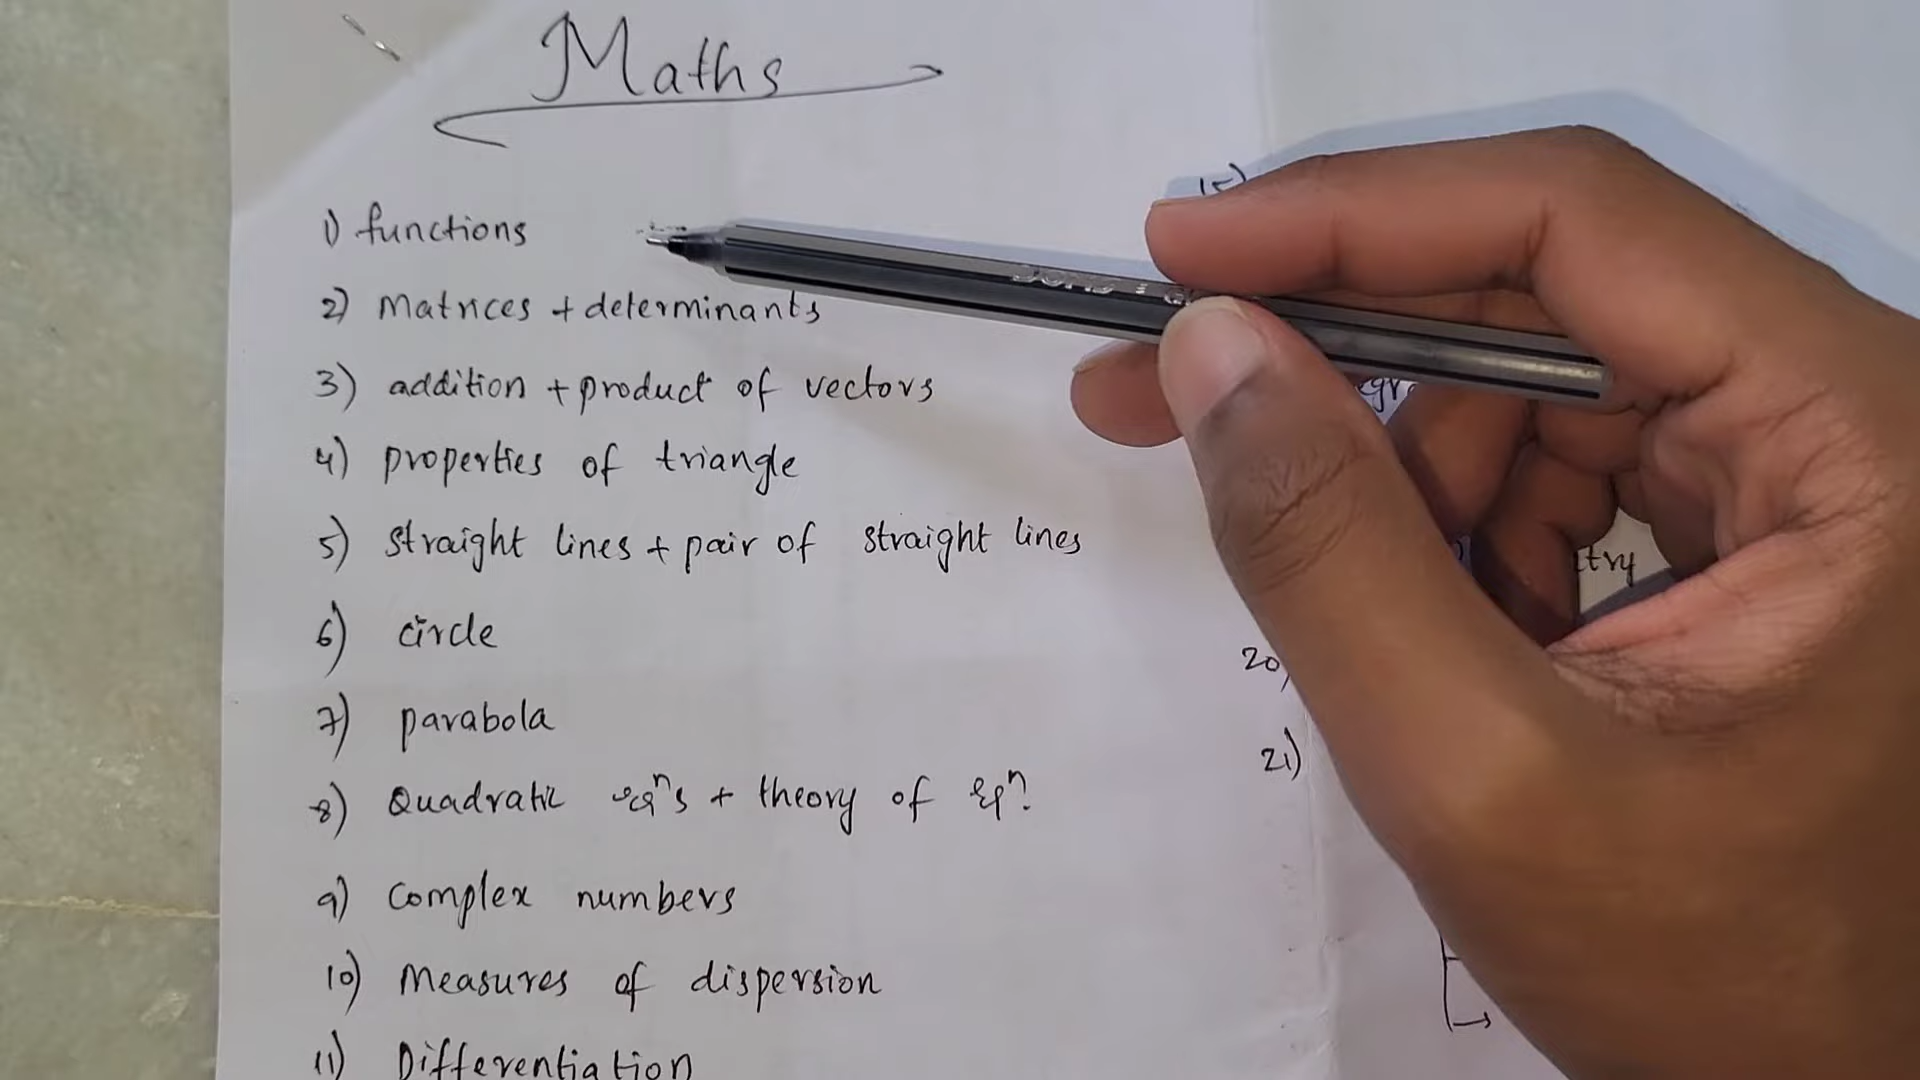 Maths
1) functions
2) Matrices + determinants
3) addition + product of vectors
4) properties of triangle
5) straight lines + pair of straight lines
6) circle
7) parabola
8) Quadratic eqⁿs + theory of eqⁿ.
9) Complex numbers
10) Measures of dispersion
11) Differentiation
15)
20)
21)